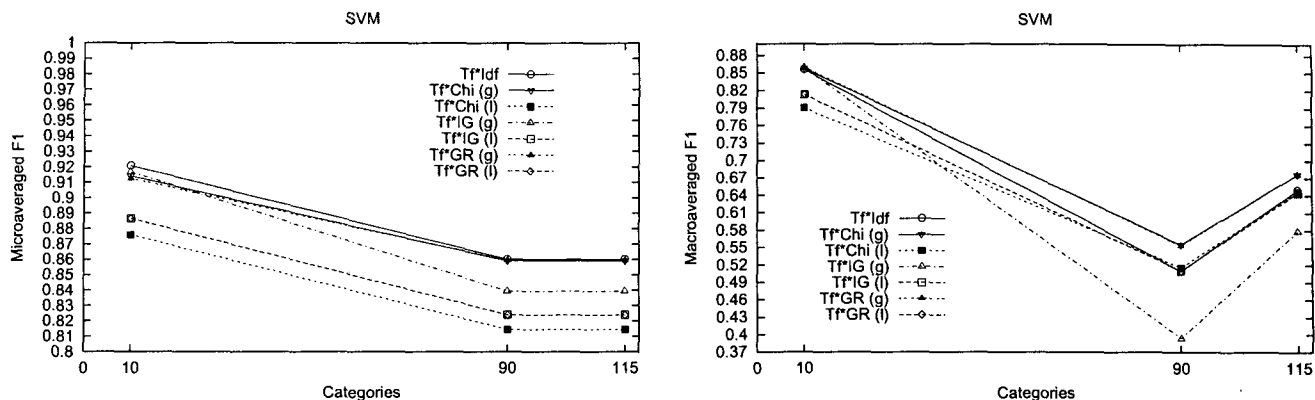 SVM
Microaveraged F1
1
0.99
0.98
0.97
0.96
0.95
0.94
0.93
0.92
0.91
0.9
0.89
0.88
0.87
0.86
0.85
0.84
0.83
0.82
0.81
0.8
Tf*Idf
Tf*Chi (g)
Tf*Chi (l)
Tf*IG (g)
Tf*IG (l)
Tf*GR (g)
Tf*GR (l)
0 10 90 115
Categories
SVM
Macroaveraged F1
0.88
0.85
0.82
0.79
0.76
0.73
0.7
0.67
0.64
0.61
0.58
0.55
0.52
0.49
0.46
0.43
0.4
0.37
Tf*Idf
Tf*Chi (g)
Tf*Chi (l)
Tf*IG (g)
Tf*IG (l)
Tf*GR (g)
Tf*GR (l)
0 10 90 115
Categories